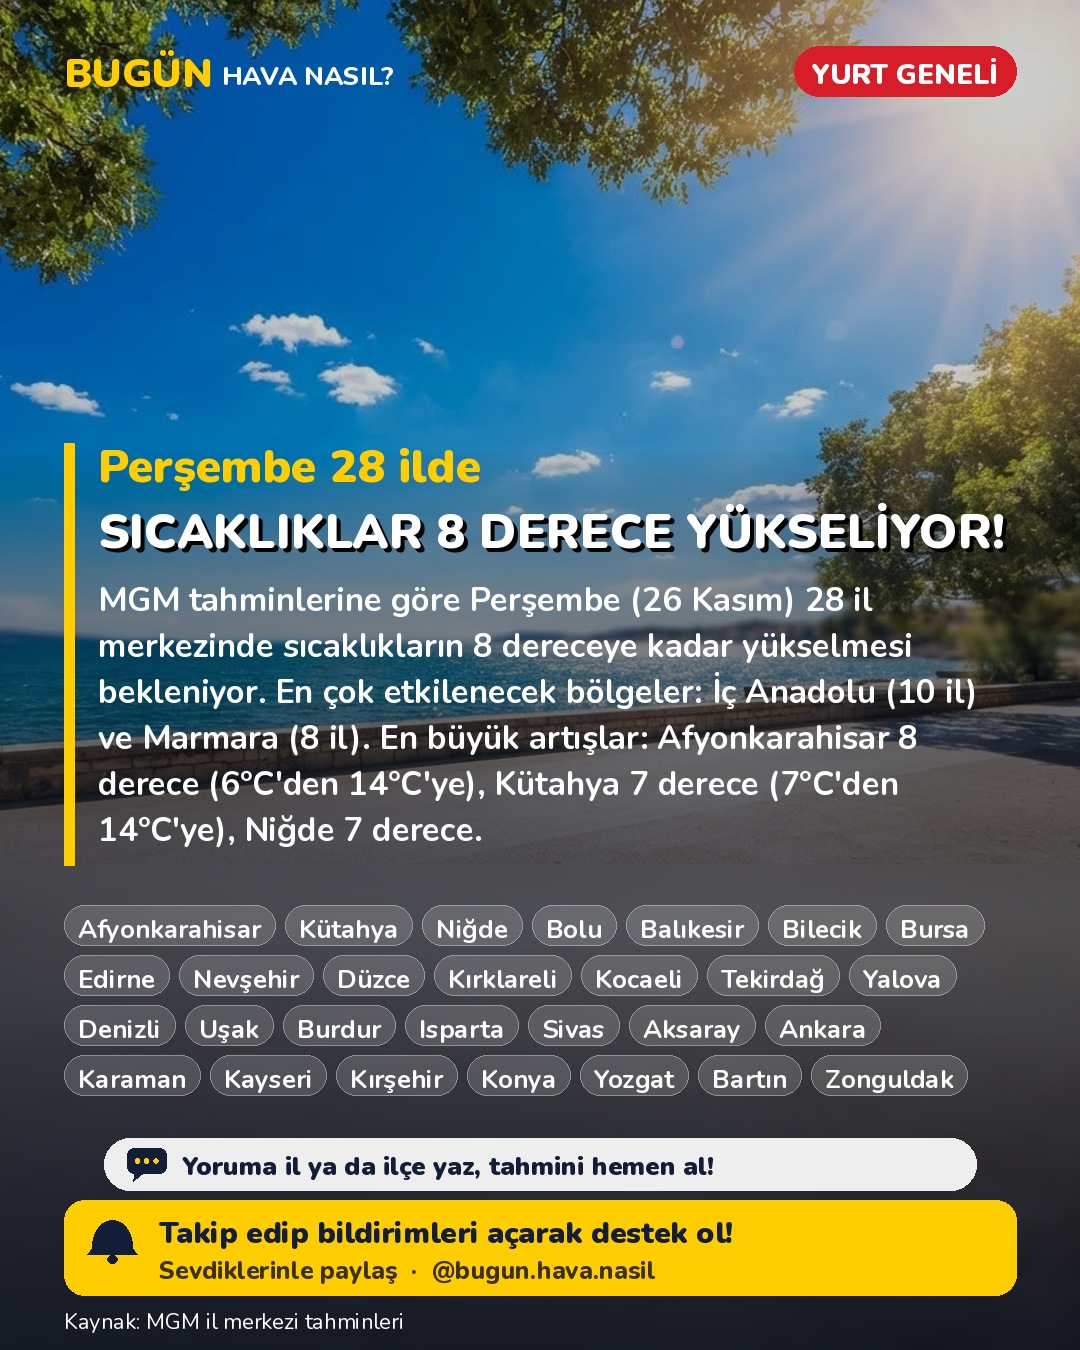 BUGÜN HAVA NASIL?
YURT GENELİ
Perşembe 28 ilde
SICAKLIKLAR 8 DERECE YÜKSELİYOR!
MGM tahminlerine göre Perşembe (26 Kasım) 28 il
merkezinde sıcaklıkların 8 dereceye kadar yükselmesi
bekleniyor. En çok etkilenecek bölgeler: İç Anadolu (10 il)
ve Marmara (8 il). En büyük artışlar: Afyonkarahisar 8
derece (6°C'den 14°C'ye), Kütahya 7 derece (7°C'den
14°C'ye), Niğde 7 derece.
Afyonkarahisar Kütahya Niğde Bolu Balıkesir Bilecik Bursa
Edirne Nevşehir Düzce Kırklareli Kocaeli Tekirdağ Yalova
Denizli Uşak Burdur Isparta Sivas Aksaray Ankara
Karaman Kayseri Kırşehir Konya Yozgat Bartın Zonguldak
Yoruma il ya da ilçe yaz, tahmini hemen al!
Takip edip bildirimleri açarak destek ol!
Sevdiklerinle paylaş · @bugun.hava.nasil
Kaynak: MGM il merkezi tahminleri